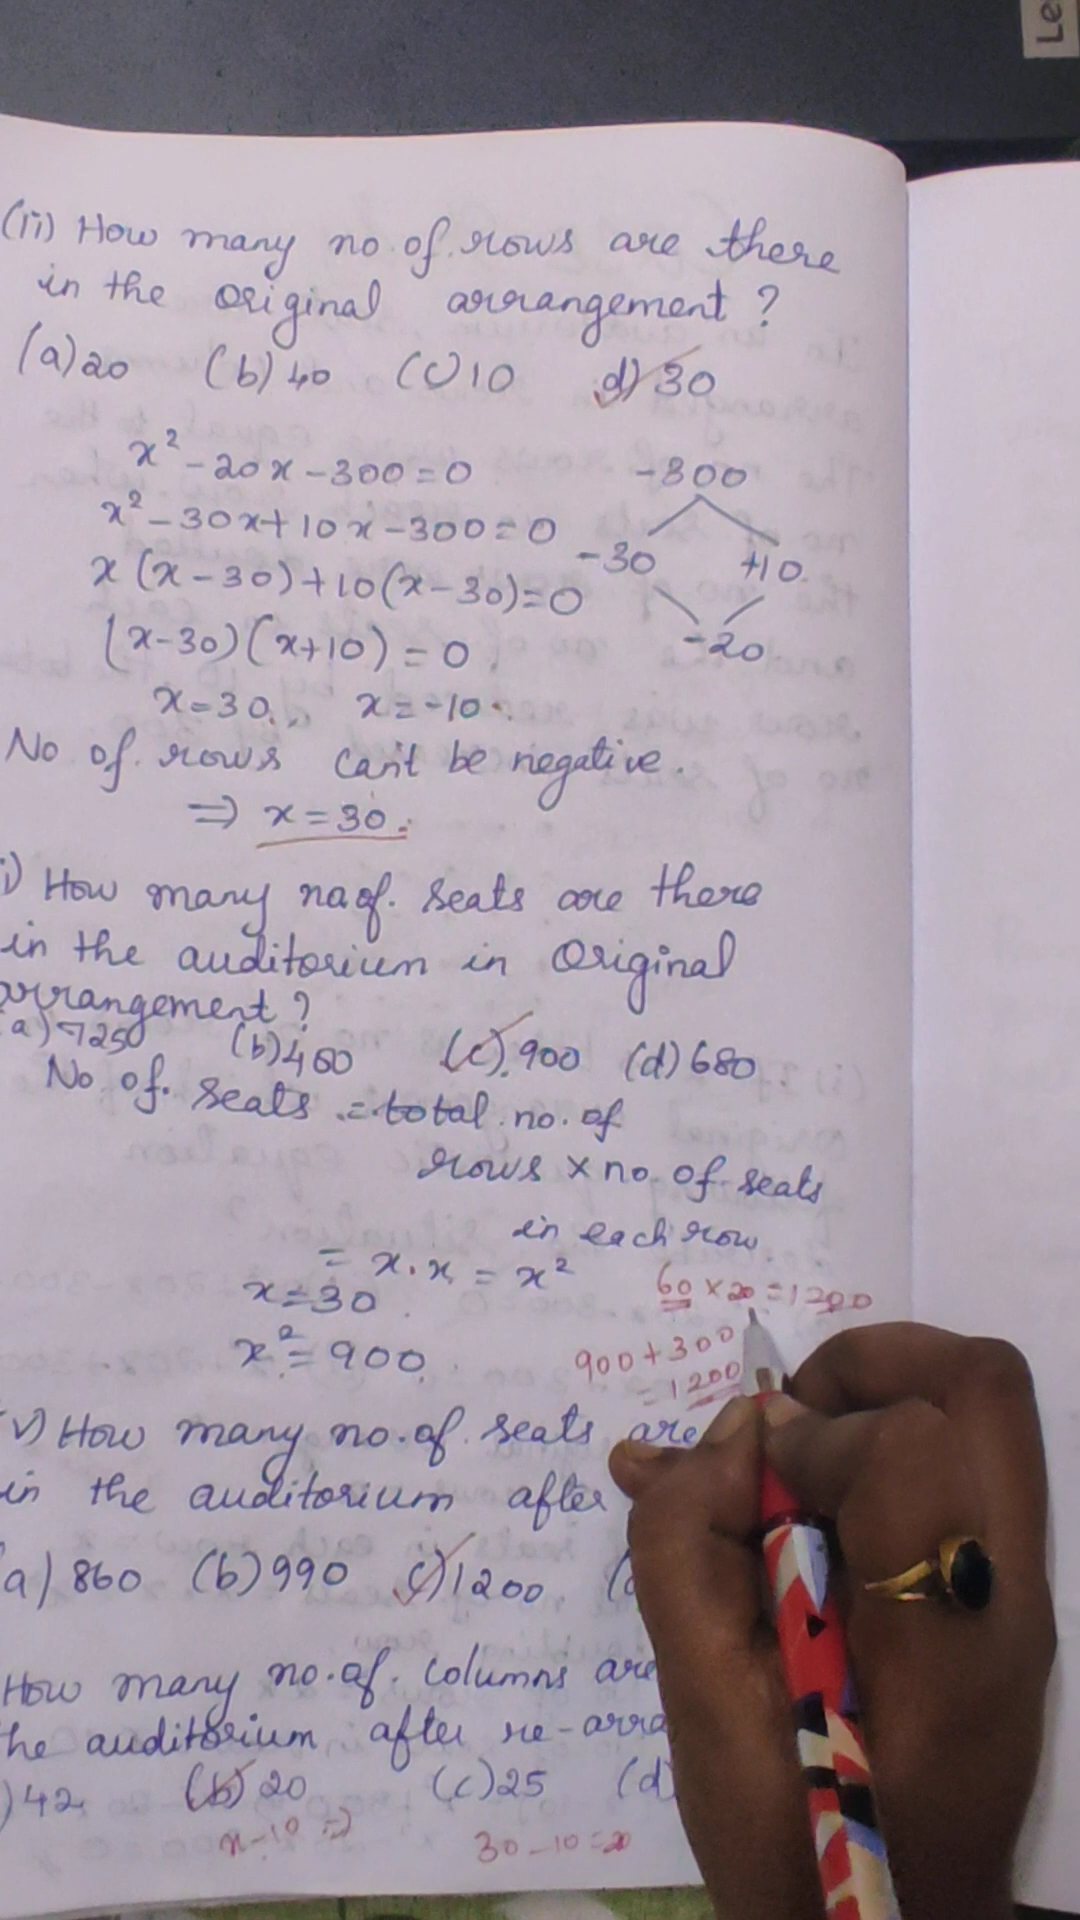 Le
(iii) How many no.of.rows are there
in the original arrangement?
(a)20 (b)40 (c)10 (d) 30
x² - 20x - 300 = 0
-300
x² - 30x + 10x - 300 = 0
-30 +10
x(x-30)+10(x-30)=0
(x-30)(x+10) = 0
-20
x=30, x=-10.
No of.rows can't be negative.
⇒ x=30.
i) How many no of. seats are there
in the auditorium in Original
arrangement?
a) 7250 (b)460 (c) 900 (d)680
No. of. seats = total no. of
rows × no. of seats
in each row
= x.x = x²
x=30
60 × 20 = 1200
x² = 900
900+300
= 1200
v) How many no.of. seats are
in the auditorium after
a) 860 (b) 990 (c) 1200
How many no.of. columns are
he auditorium after re-arra
)42 (b) 20 (c)25 (d)
x-10 ⇒ 30-10=20